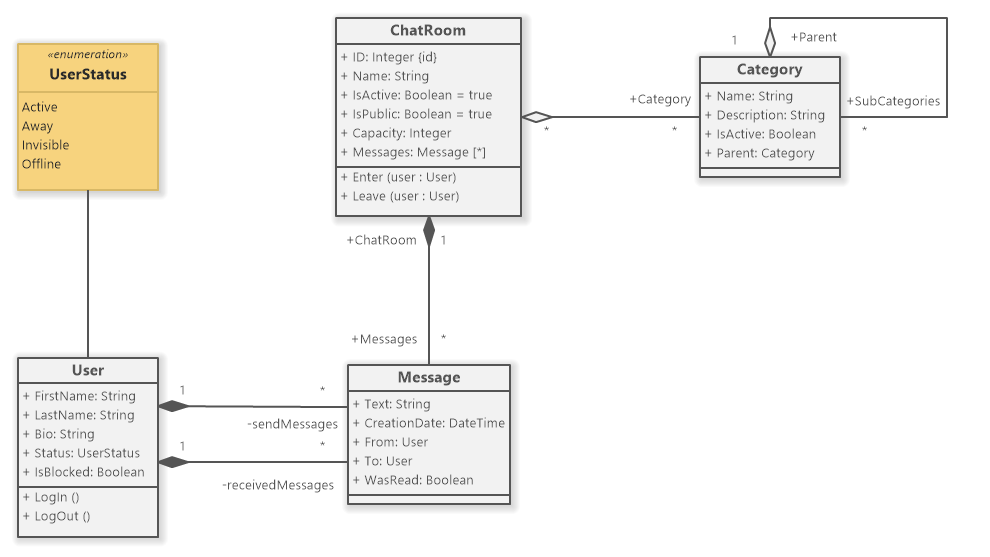 «enumeration»
UserStatus
Active
Away
Invisible
Offline
ChatRoom
+ ID: Integer {id}
+ Name: String
+ IsActive: Boolean = true
+ IsPublic: Boolean = true
+ Capacity: Integer
+ Messages: Message [*]
+ Enter (user : User)
+ Leave (user : User)
1
+Parent
Category
+ Name: String
+ Description: String
+ IsActive: Boolean
+ Parent: Category
+Category
*
*
+SubCategories
*
+ChatRoom
1
+Messages
*
User
+ FirstName: String
+ LastName: String
+ Bio: String
+ Status: UserStatus
+ IsBlocked: Boolean
+ LogIn ()
+ LogOut ()
1
*
-sendMessages
1
*
-receivedMessages
Message
+ Text: String
+ CreationDate: DateTime
+ From: User
+ To: User
+ WasRead: Boolean